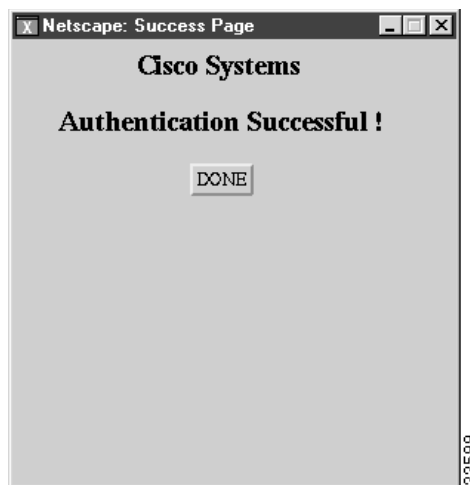 Netscape: Success Page
Cisco Systems
Authentication Successful !
DONE